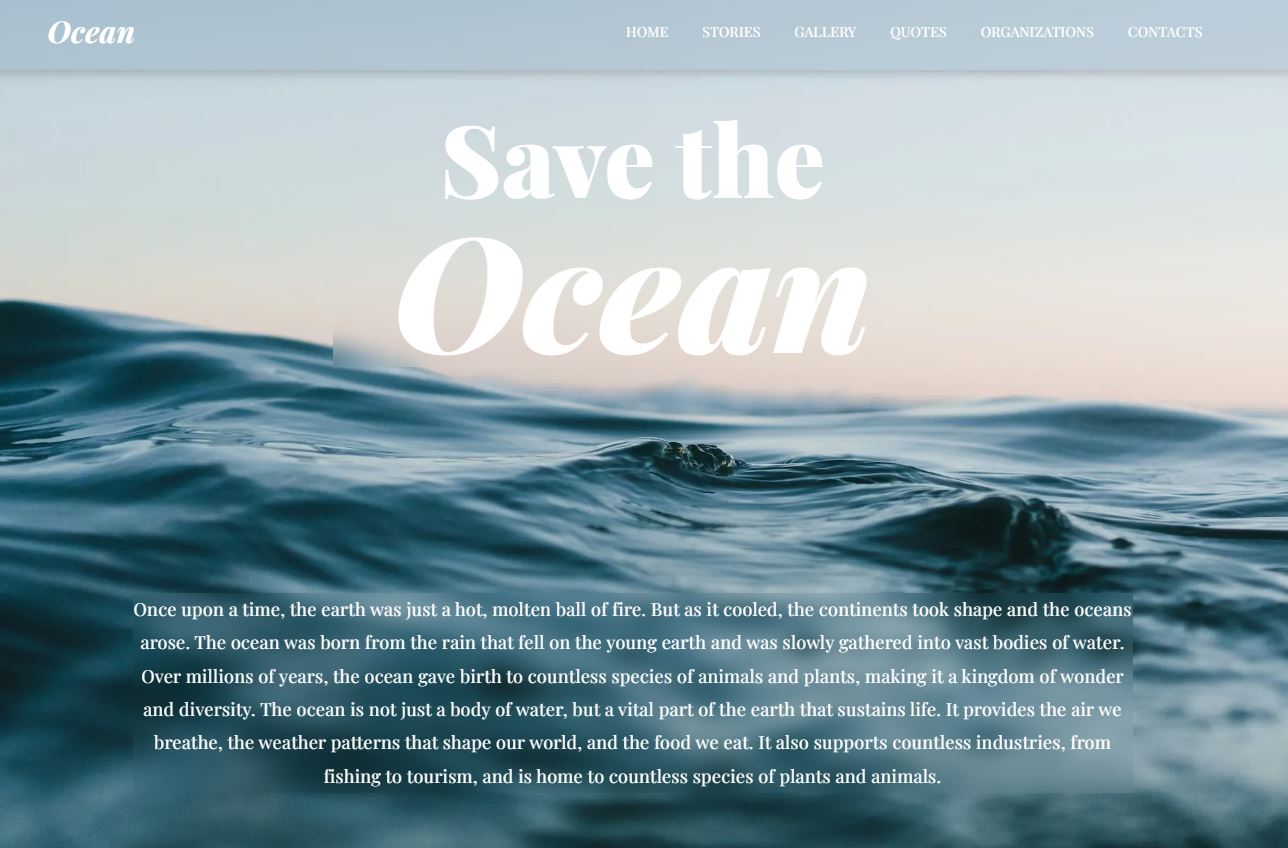 Ocean
HOME STORIES GALLERY QUOTES ORGANIZATIONS CONTACTS
Save the
Ocean
Once upon a time, the earth was just a hot, molten ball of fire. But as it cooled, the continents took shape and the oceans
arose. The ocean was born from the rain that fell on the young earth and was slowly gathered into vast bodies of water.
Over millions of years, the ocean gave birth to countless species of animals and plants, making it a kingdom of wonder
and diversity. The ocean is not just a body of water, but a vital part of the earth that sustains life. It provides the air we
breathe, the weather patterns that shape our world, and the food we eat. It also supports countless industries, from
fishing to tourism, and is home to countless species of plants and animals.